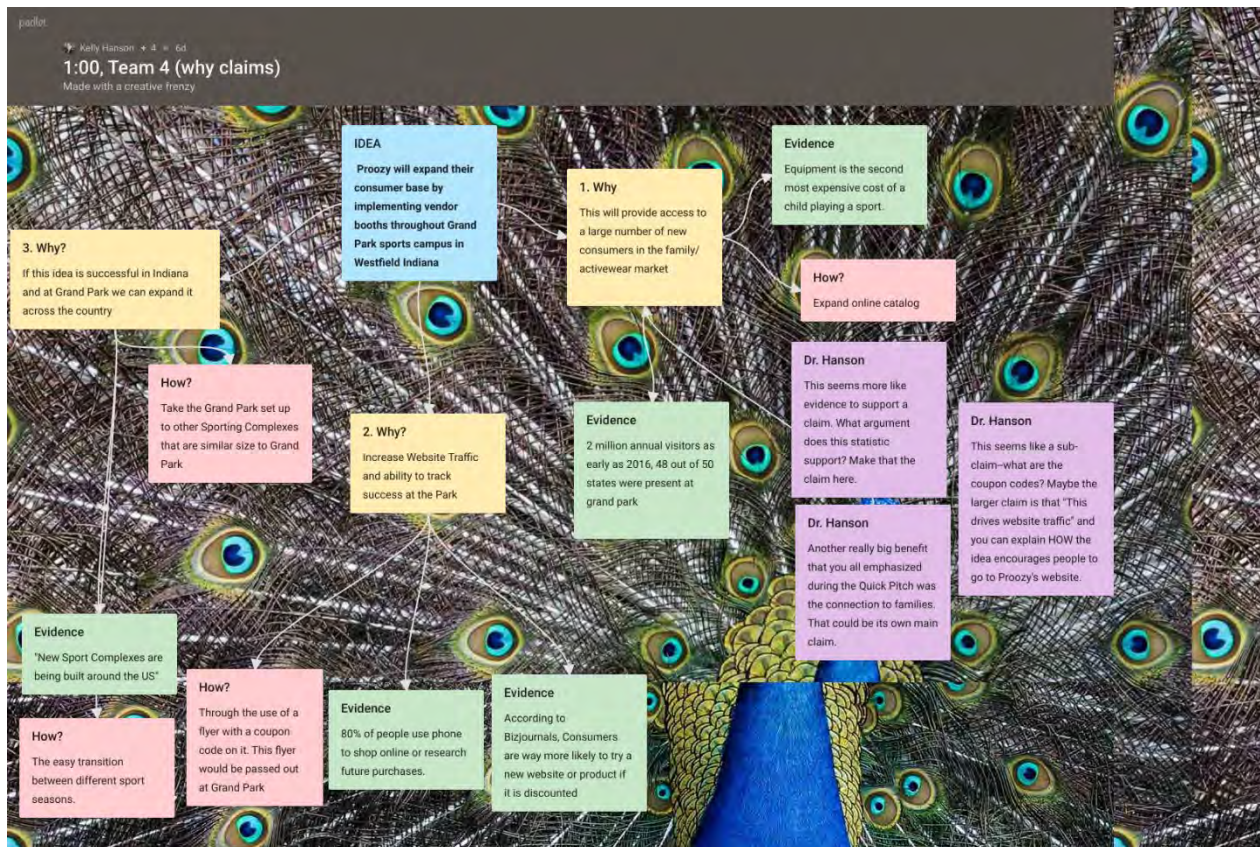 padlet
Kelly Hanson + 4 • 6d
1:00, Team 4 (why claims)
Made with a creative frenzy
IDEA
Proozy will expand their
consumer base by
implementing vendor
booths throughout Grand
Park sports campus in
Westfield Indiana
1. Why
This will provide access to
a large number of new
consumers in the family/
activewear market
Evidence
Equipment is the second
most expensive cost of a
child playing a sport.
How?
Expand online catalog
3. Why?
If this idea is successful in Indiana
and at Grand Park we can expand it
across the country
How?
Take the Grand Park set up
to other Sporting Complexes
that are similar size to Grand
Park
2. Why?
Increase Website Traffic
and ability to track
success at the Park
Evidence
2 million annual visitors as
early as 2016, 48 out of 50
states were present at
grand park
Dr. Hanson
This seems more like
evidence to support a
claim. What argument
does this statistic
support? Make that the
claim here.
Dr. Hanson
This seems like a sub-
claim—what are the
coupon codes? Maybe the
larger claim is that "This
drives website traffic" and
you can explain HOW the
idea encourages people to
go to Proozy's website.
Dr. Hanson
Another really big benefit
that you all emphasized
during the Quick Pitch was
the connection to families.
That could be its own main
claim.
Evidence
"New Sport Complexes are
being built around the US"
How?
The easy transition
between different sport
seasons.
How?
Through the use of a
flyer with a coupon
code on it. This flyer
would be passed out
at Grand Park
Evidence
80% of people use phone
to shop online or research
future purchases.
Evidence
According to
Bizjournals, Consumers
are way more likely to try
a new website or product if
it is discounted